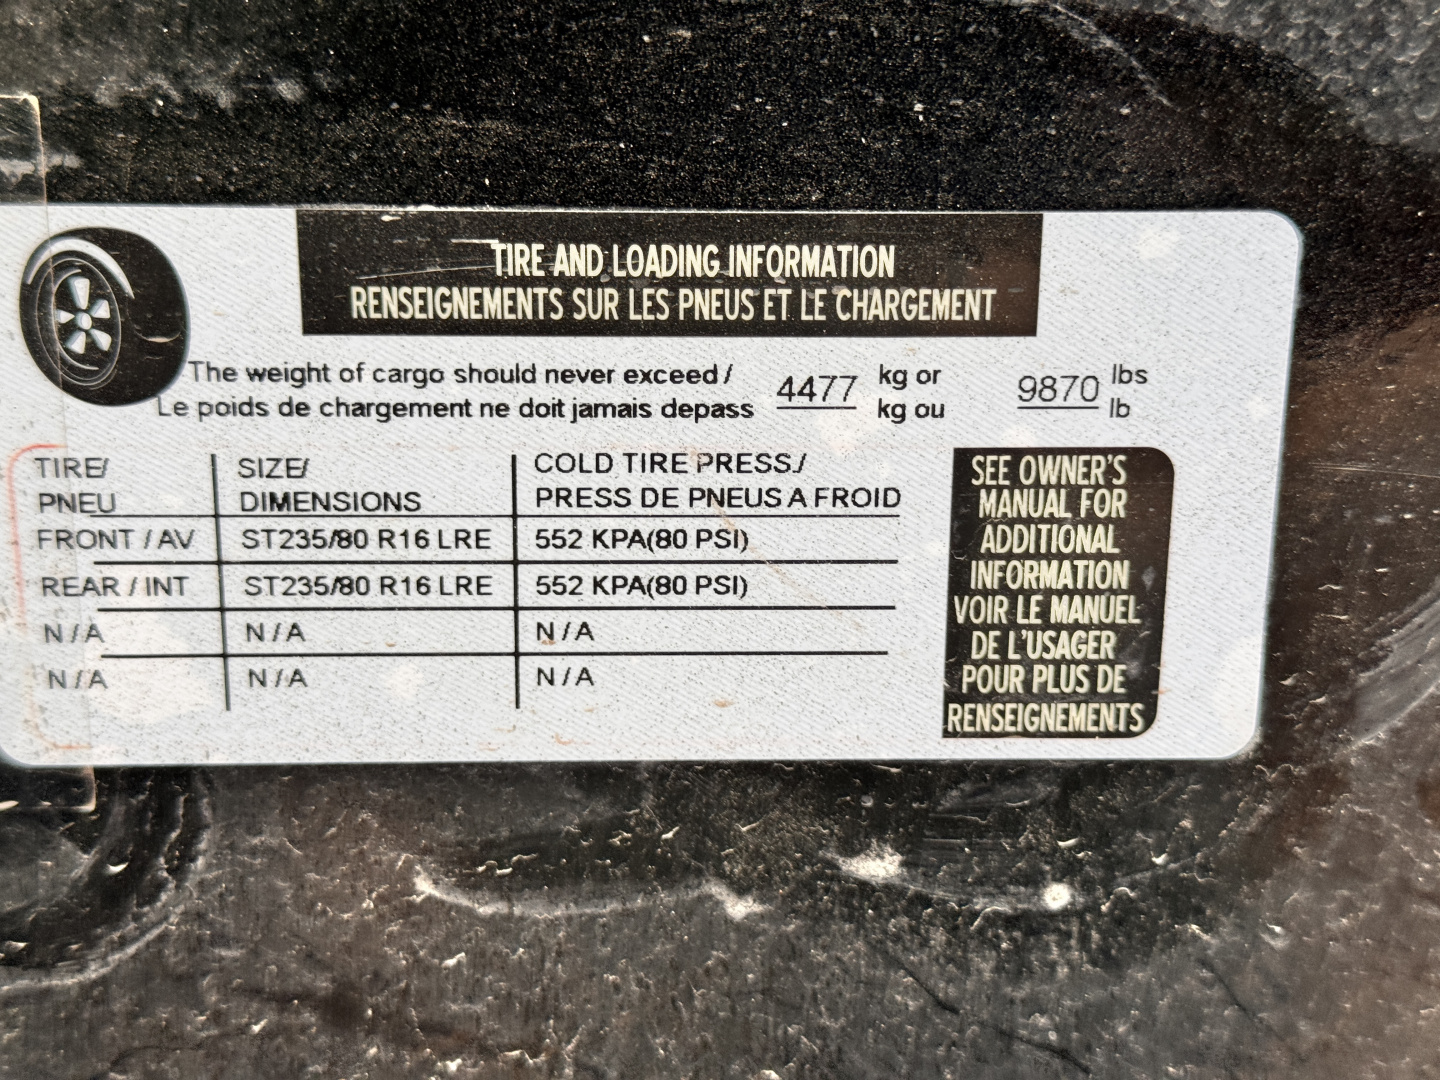 TIRE AND LOADING INFORMATION
RENSEIGNEMENTS SUR LES PNEUS ET LE CHARGEMENT
The weight of cargo should never exceed / 4477 kg or 9870 lbs
Le poids de chargement ne doit jamais depass kg ou lb
TIRE/ SIZE/ COLD TIRE PRESS./
PNEU DIMENSIONS PRESS DE PNEUS A FROID
FRONT / AV ST235/80 R16 LRE 552 KPA(80 PSI)
REAR / INT ST235/80 R16 LRE 552 KPA(80 PSI)
N / A N / A N / A
N / A N / A N / A
SEE OWNER'S
MANUAL FOR
ADDITIONAL
INFORMATION
VOIR LE MANUEL
DE L'USAGER
POUR PLUS DE
RENSEIGNEMENTS